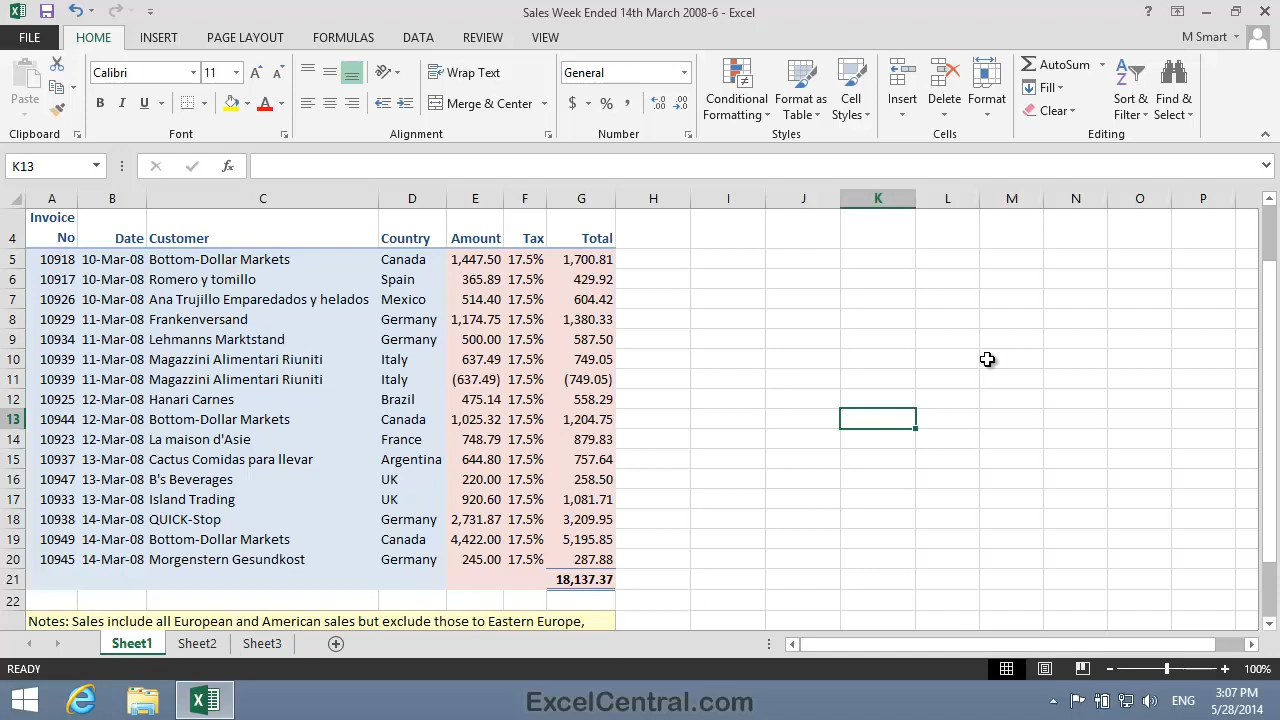 Sales Week Ended 14th March 2008-6 - Excel
FILE HOME INSERT PAGE LAYOUT FORMULAS DATA REVIEW VIEW M Smart
Paste
Clipboard
Calibri 11
B I U A
Font
Wrap Text
Merge & Center
Alignment
General
$ % ,
Number
Conditional Formatting
Format as Table
Cell Styles
Styles
Insert Delete Format
Cells
AutoSum
Fill
Clear
Sort & Filter
Find & Select
Editing
K13 fx
A B C D E F G H I J K L M N O P
4 Invoice No Date Customer Country Amount Tax Total
5 10918 10-Mar-08 Bottom-Dollar Markets Canada 1,447.50 17.5% 1,700.81
6 10917 10-Mar-08 Romero y tomillo Spain 365.89 17.5% 429.92
7 10926 10-Mar-08 Ana Trujillo Emparedados y helados Mexico 514.40 17.5% 604.42
8 10929 11-Mar-08 Frankenversand Germany 1,174.75 17.5% 1,380.33
9 10934 11-Mar-08 Lehmanns Marktstand Germany 500.00 17.5% 587.50
10 10939 11-Mar-08 Magazzini Alimentari Riuniti Italy 637.49 17.5% 749.05
11 10939 11-Mar-08 Magazzini Alimentari Riuniti Italy (637.49) 17.5% (749.05)
12 10925 12-Mar-08 Hanari Carnes Brazil 475.14 17.5% 558.29
13 10944 12-Mar-08 Bottom-Dollar Markets Canada 1,025.32 17.5% 1,204.75
14 10923 12-Mar-08 La maison d'Asie France 748.79 17.5% 879.83
15 10937 13-Mar-08 Cactus Comidas para llevar Argentina 644.80 17.5% 757.64
16 10947 13-Mar-08 B's Beverages UK 220.00 17.5% 258.50
17 10933 13-Mar-08 Island Trading UK 920.60 17.5% 1,081.71
18 10938 14-Mar-08 QUICK-Stop Germany 2,731.87 17.5% 3,209.95
19 10949 14-Mar-08 Bottom-Dollar Markets Canada 4,422.00 17.5% 5,195.85
20 10945 14-Mar-08 Morgenstern Gesundkost Germany 245.00 17.5% 287.88
21 18,137.37
22
Notes: Sales include all European and American sales but exclude those to Eastern Europe,
Sheet1 Sheet2 Sheet3
READY 100%
ExcelCentral.com
ENG
3:07 PM
5/28/2014